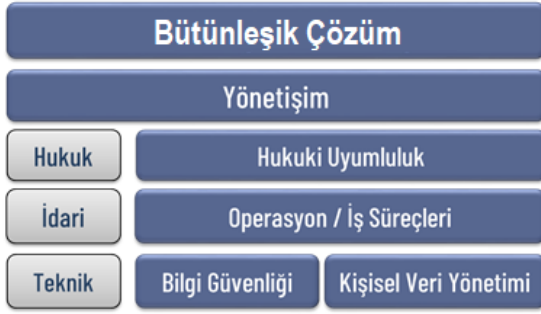 Bütünleşik Çözüm
Yönetişim
Hukuk
Hukuki Uyumluluk
İdari
Operasyon / İş Süreçleri
Teknik
Bilgi Güvenliği
Kişisel Veri Yönetimi